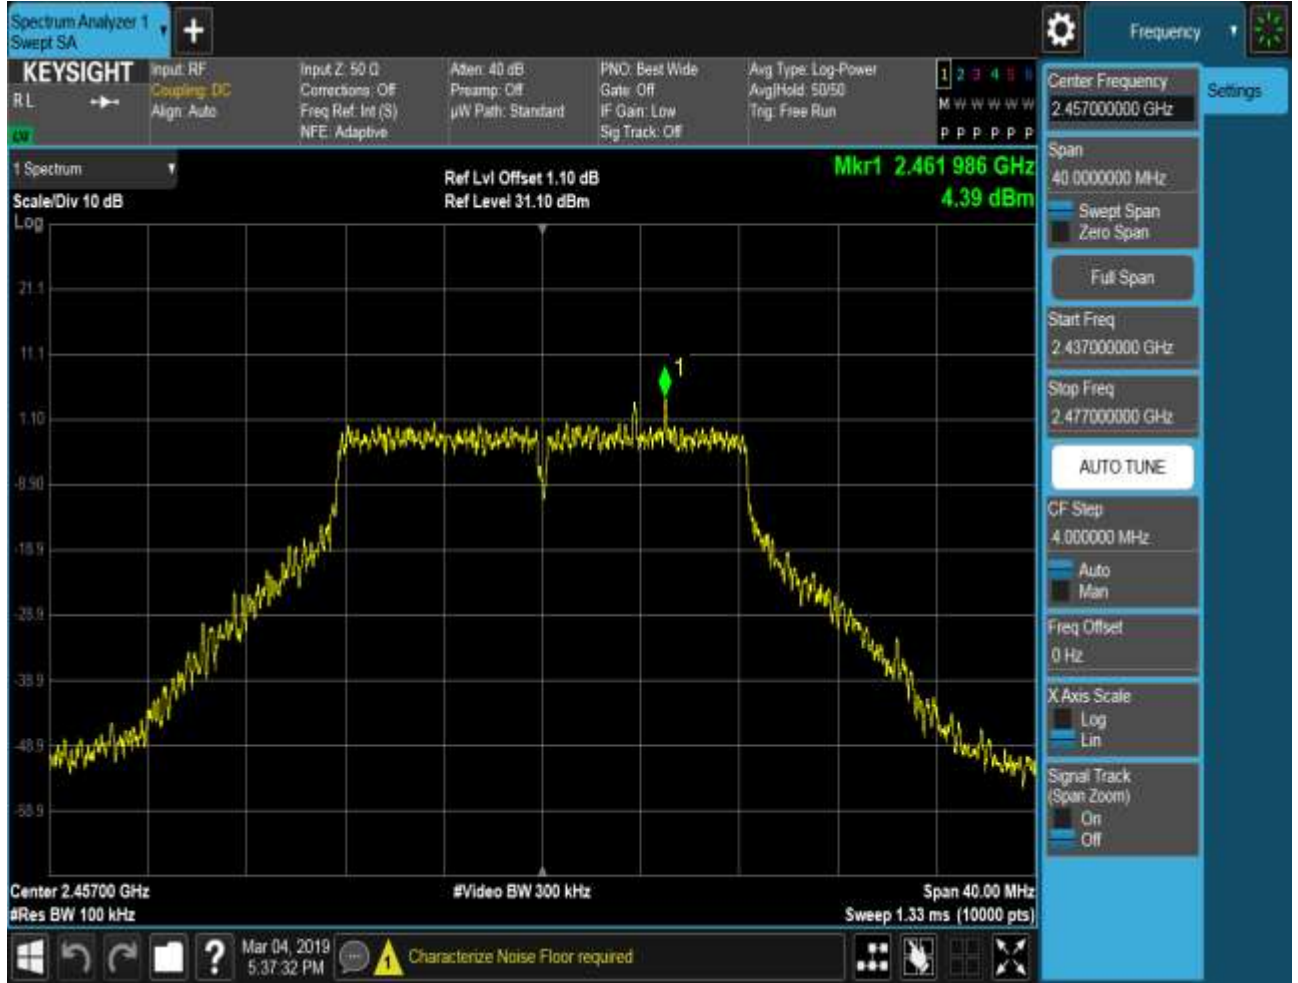 Spectrum Analyzer 1
Swept SA
Frequency
KEYSIGHT
R L
Input: RF
Coupling: DC
Align: Auto
Input Z: 50 Ω
Corrections: Off
Freq Ref: Int (S)
NFE: Adaptive
Atten: 40 dB
Preamp: Off
µW Path: Standard
PNO: Best Wide
Gate: Off
IF Gain: Low
Sig Track: Off
Avg Type: Log-Power
Avg|Hold: 50/50
Trig: Free Run
1 2 3 4 5 6
M W W W W W
P P P P P P
1 Spectrum
Scale/Div 10 dB
Log
Ref Lvl Offset 1.10 dB
Ref Level 31.10 dBm
Mkr1 2.461 986 GHz
4.39 dBm
21.1
11.1
1.10
-8.90
-18.9
-28.9
-38.9
-48.9
-58.9
1
Center 2.45700 GHz
#Res BW 100 kHz
#Video BW 300 kHz
Span 40.00 MHz
Sweep 1.33 ms (10000 pts)
Center Frequency
2.457000000 GHz
Settings
Span
40.0000000 MHz
Swept Span
Zero Span
Full Span
Start Freq
2.437000000 GHz
Stop Freq
2.477000000 GHz
AUTO TUNE
CF Step
4.000000 MHz
Auto
Man
Freq Offset
0 Hz
X Axis Scale
Log
Lin
Signal Track
(Span Zoom)
On
Off
?
Mar 04, 2019
5:37:32 PM
1
Characterize Noise Floor required